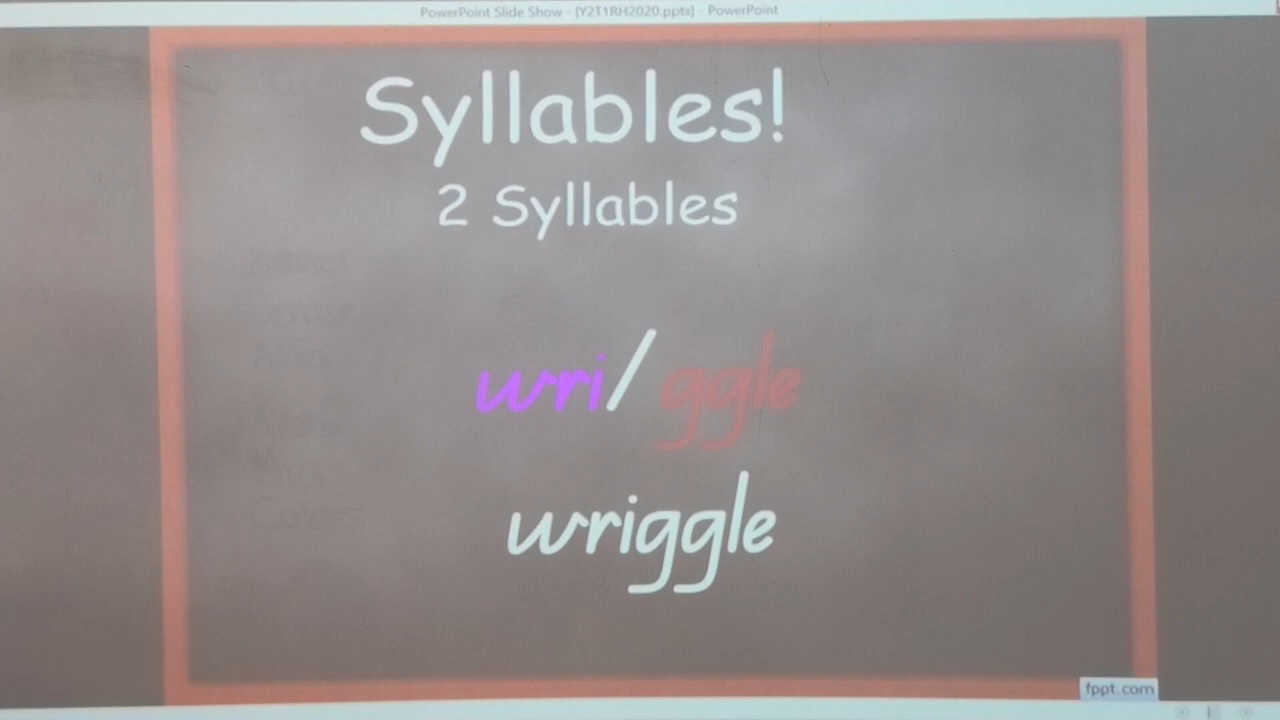 PowerPoint Slide Show - [Y2T1RH2020.pptx] - PowerPoint
Syllables!
2 Syllables
wri/ ggle
wriggle
fppt.com